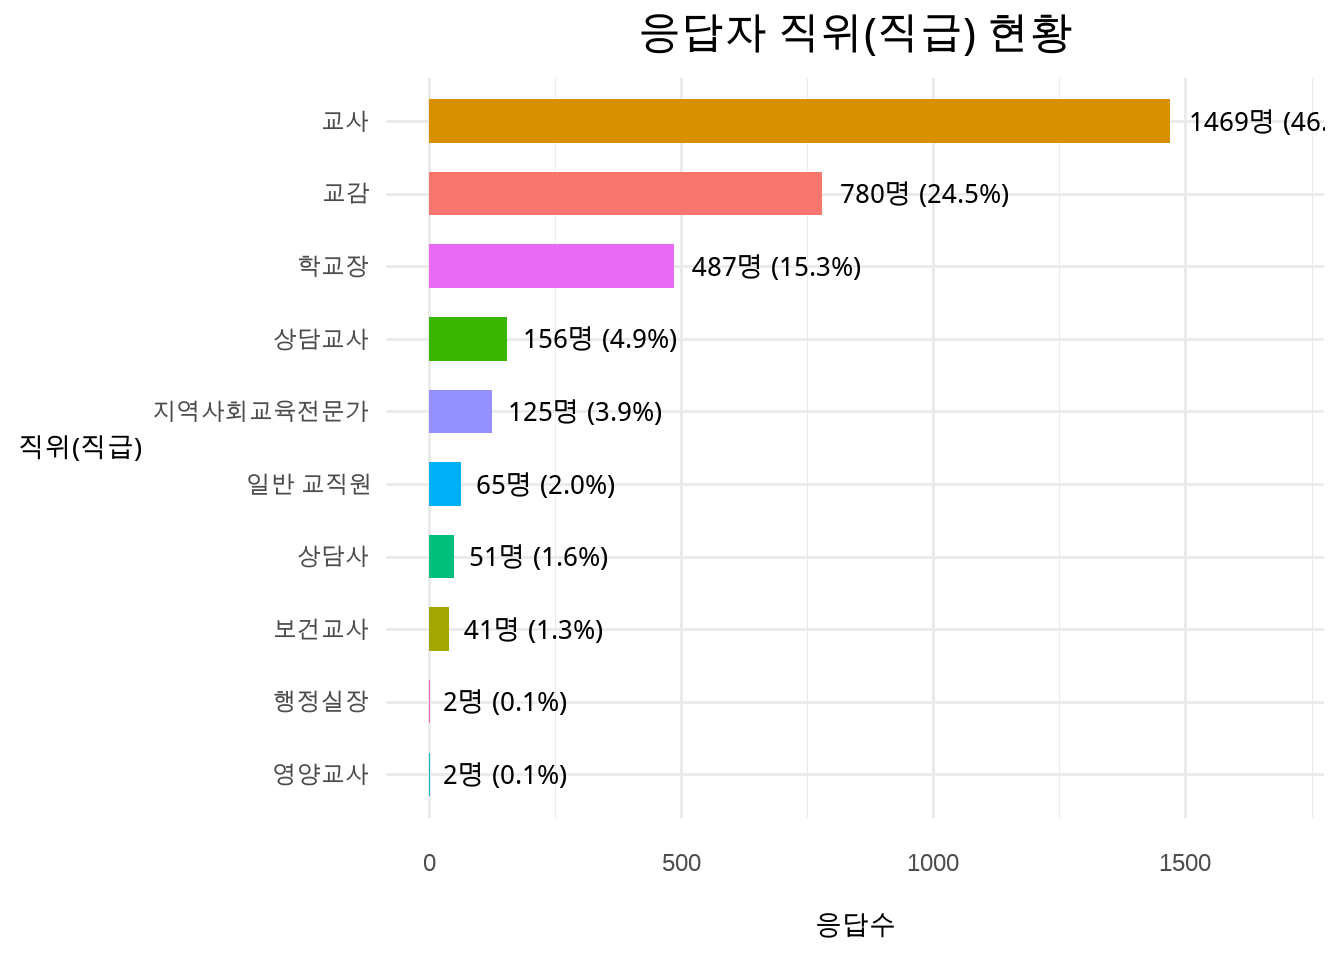 응답자 직위(직급) 현황
교사 1469명 (46.
교감 780명 (24.5%)
학교장 487명 (15.3%)
상담교사 156명 (4.9%)
지역사회교육전문가 125명 (3.9%)
직위(직급)
일반 교직원 65명 (2.0%)
상담사 51명 (1.6%)
보건교사 41명 (1.3%)
행정실장 2명 (0.1%)
영양교사 2명 (0.1%)
0 500 1000 1500
응답수